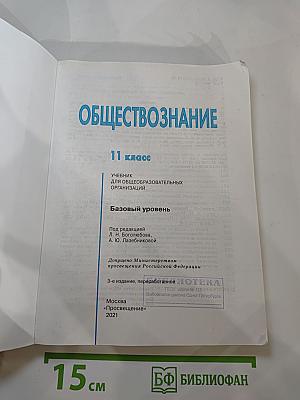 ОБЩЕСТВОЗНАНИЕ
11 класс
УЧЕБНИК
ДЛЯ ОБЩЕОБРАЗОВАТЕЛЬНЫХ
ОРГАНИЗАЦИЙ
Базовый уровень
Под редакцией
Л. Н. Боголюбова,
А. Ю. Лазебниковой
Допущено Министерством
просвещения Российской Федерации
3-е издание, переработанное
БИБЛИОТЕКА
Москва
«Просвещение»
2021
15 см
БФ БИБЛИОФАН